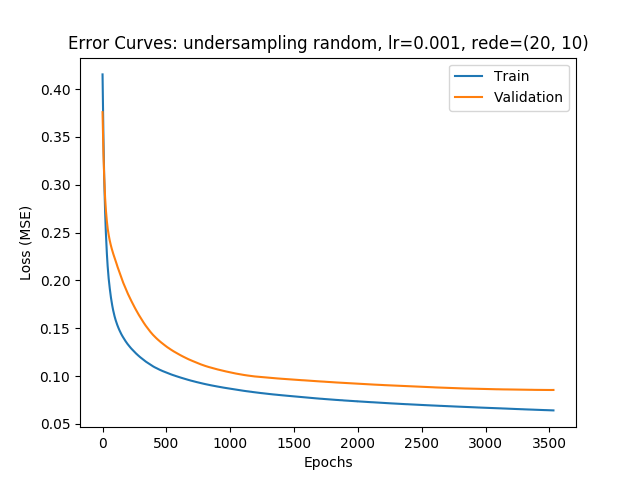 Error Curves: undersampling random, lr=0.001, rede=(20, 10)
Train
Validation
Loss (MSE)
0.40
0.35
0.30
0.25
0.20
0.15
0.10
0.05
0 500 1000 1500 2000 2500 3000 3500
Epochs